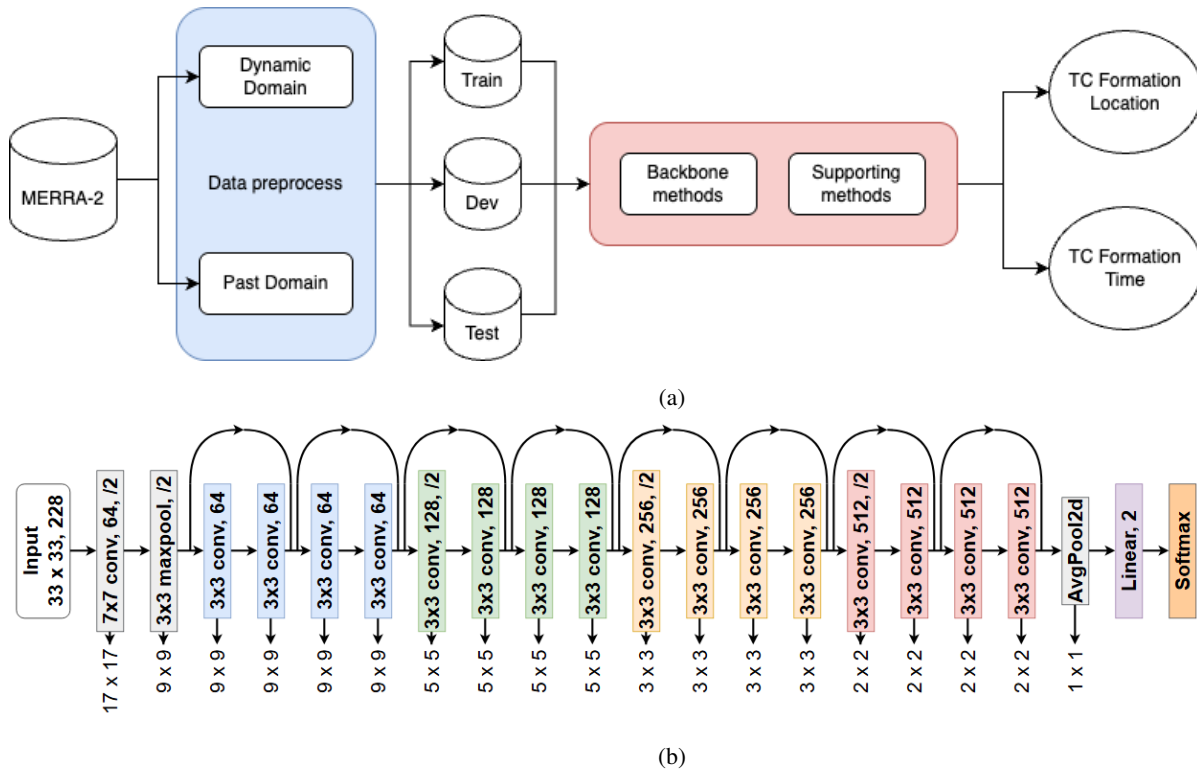 MERRA-2
Dynamic
Domain
Data preprocess
Past Domain
Train
Dev
Test
Backbone
methods
Supporting
methods
TC Formation
Location
TC Formation
Time
(a)
Input
33 x 33, 228
7x7 conv, 64, /2
3x3 maxpool, /2
3x3 conv, 64
3x3 conv, 64
3x3 conv, 64
3x3 conv, 64
3x3 conv, 128, /2
3x3 conv, 128
3x3 conv, 128
3x3 conv, 128
3x3 conv, 256, /2
3x3 conv, 256
3x3 conv, 256
3x3 conv, 256
3x3 conv, 512, /2
3x3 conv, 512
3x3 conv, 512
3x3 conv, 512
AvgPool2d
Linear, 2
Softmax
17 x 17
9 x 9
9 x 9
9 x 9
9 x 9
9 x 9
5 x 5
5 x 5
5 x 5
5 x 5
3 x 3
3 x 3
3 x 3
3 x 3
2 x 2
2 x 2
2 x 2
2 x 2
1 x 1
(b)